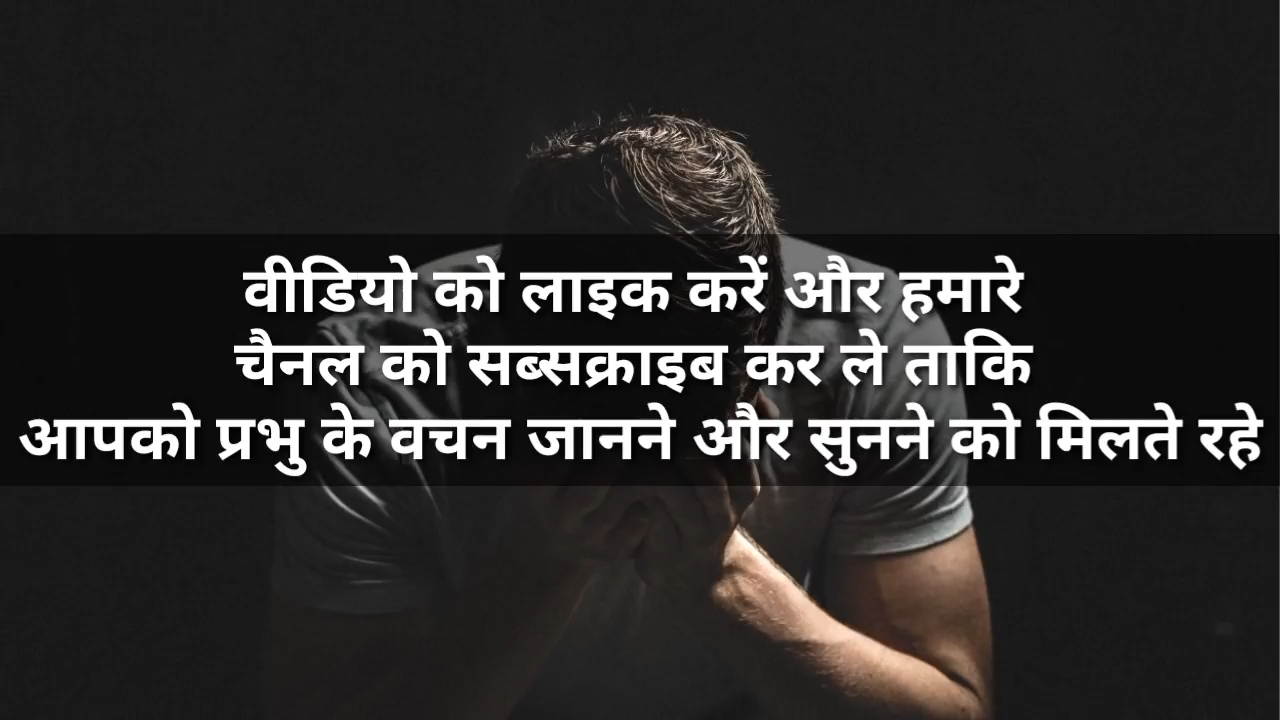 वीडियो को लाइक करें और हमारे
चैनल को सब्सक्राइब कर ले ताकि
आपको प्रभु के वचन जानने और सुनने को मिलते रहे